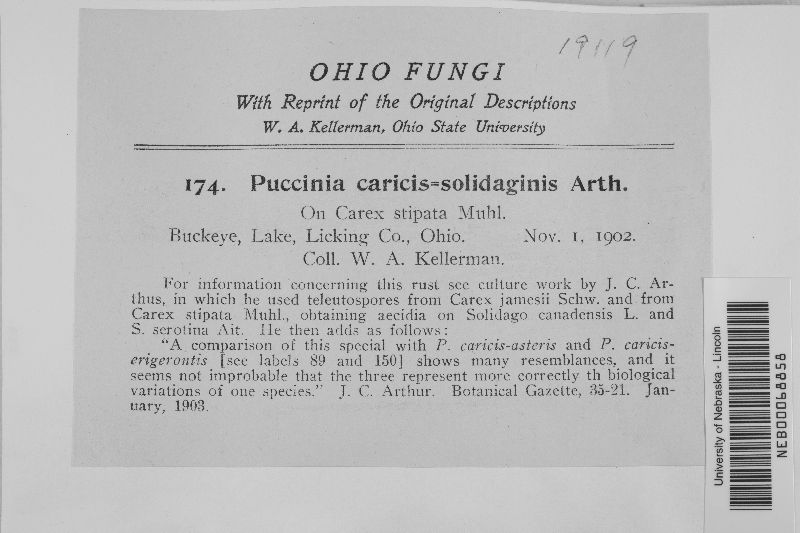 19119
OHIO FUNGI
With Reprint of the Original Descriptions
W. A. Kellerman, Ohio State University
174. Puccinia caricis=solidaginis Arth.
On Carex stipata Muhl.
Buckeye, Lake, Licking Co., Ohio. Nov. 1, 1902.
Coll. W. A. Kellerman.
For information concerning this rust see culture work by J. C. Ar-
thus, in which he used teleutospores from Carex jamesii Schw. and from
Carex stipata Muhl., obtaining aecidia on Solidago canadensis L. and
S. serotina Ait. He then adds as follows:
"A comparison of this special with P. caricis-asteris and P. caricis-
erigerontis [see labels 89 and 150] shows many resemblances, and it
seems not improbable that the three represent more correctly th biological
variations of one species." J. C. Arthur. Botanical Gazette, 35-21. Jan-
uary, 1903.
University of Nebraska - Lincoln
NEB00068858